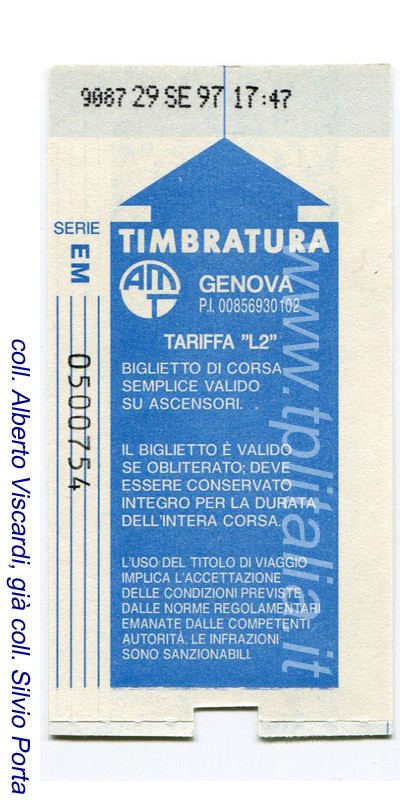 9087 29 SE 97 17:47
SERIE
EM
0500754
TIMBRATURA
AMT
GENOVA
P.I. 00856930102
TARIFFA "L2"
BIGLIETTO DI CORSA
SEMPLICE VALIDO
SU ASCENSORI.
IL BIGLIETTO È VALIDO
SE OBLITERATO; DEVE
ESSERE CONSERVATO
INTEGRO PER LA DURATA
DELL'INTERA CORSA.
L'USO DEL TITOLO DI VIAGGIO
IMPLICA L'ACCETTAZIONE
DELLE CONDIZIONI PREVISTE
DALLE NORME REGOLAMENTARI
EMANATE DALLE COMPETENTI
AUTORITÀ. LE INFRAZIONI
SONO SANZIONABILI.
www.tplitalia.it
coll. Alberto Viscardi, già coll. Silvio Porta